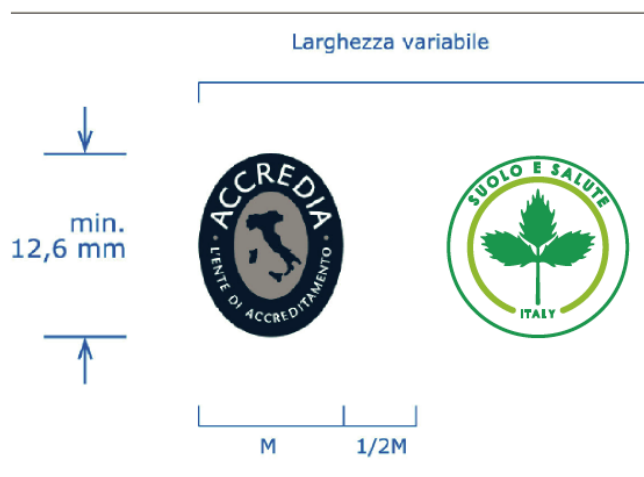 Larghezza variabile
min.
12,6 mm
ACCREDIA
L'ENTE DI ACCREDITAMENTO
SUOLO E SALUTE
ITALY
M
1/2M